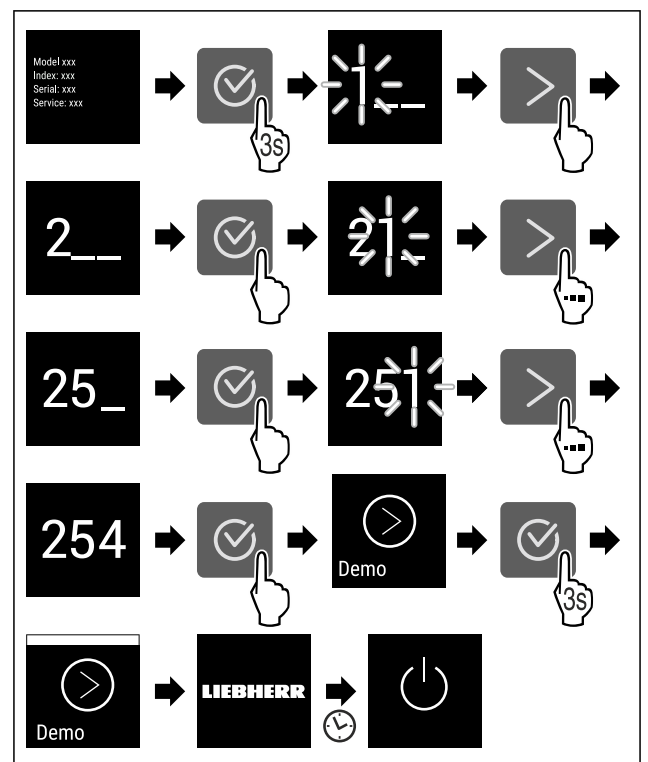 Model xxx
Index: xxx
Serial: xxx
Service: xxx
3s
1_ _
2_ _
21_
25_
251
254
Demo
3s
Demo
LIEBHERR